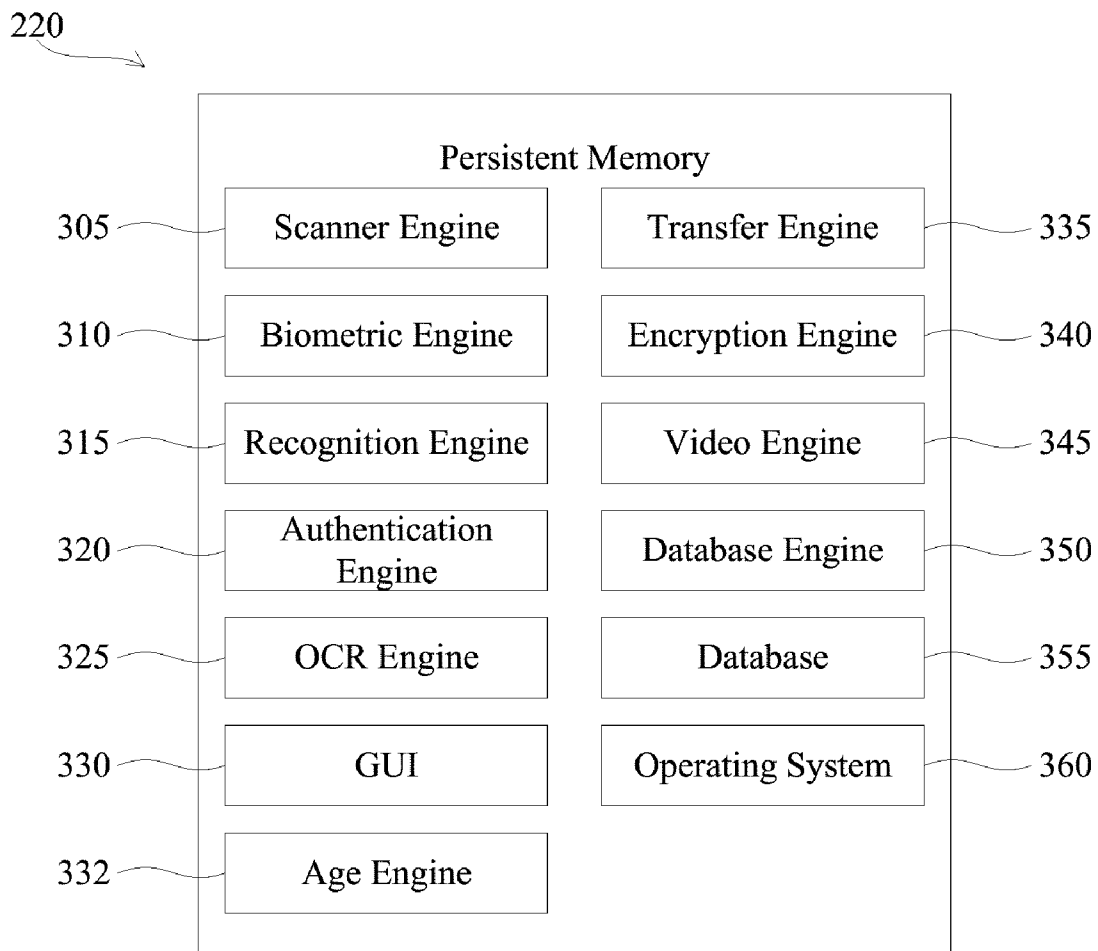 220
Persistent Memory
305 Scanner Engine Transfer Engine 335
310 Biometric Engine Encryption Engine 340
315 Recognition Engine Video Engine 345
320 Authentication
Engine Database Engine 350
325 OCR Engine Database 355
330 GUI Operating System 360
332 Age Engine